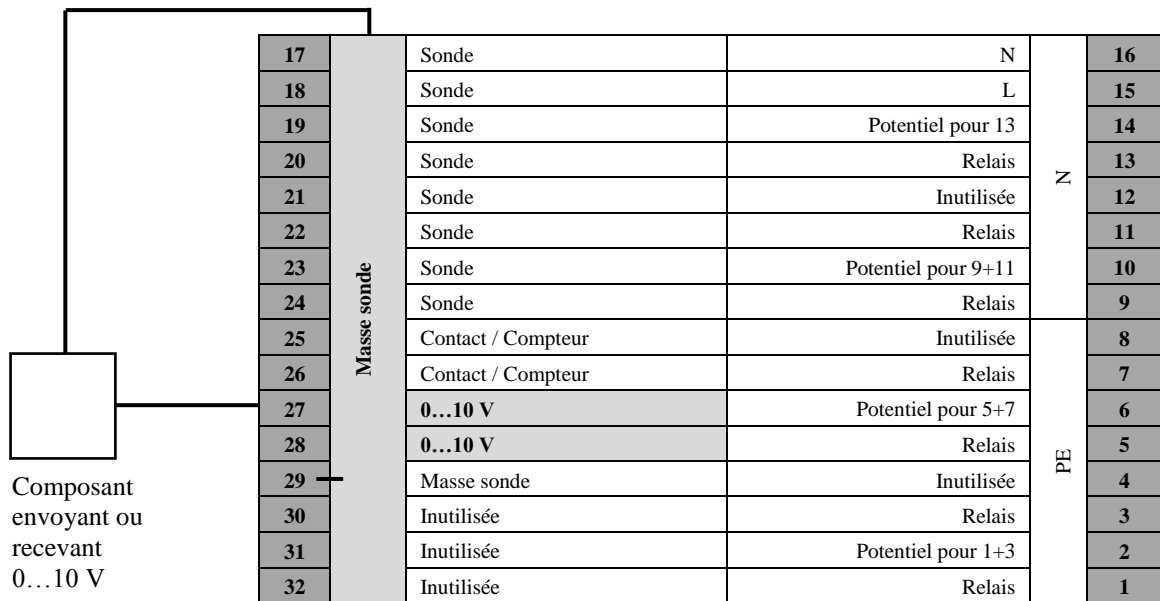 17 Sonde N 16
18 Sonde L 15
19 Sonde Potentiel pour 13 14
20 Sonde Relais 13
21 Sonde Inutilisée 12
22 Sonde Relais 11
23 Sonde Potentiel pour 9+11 10
24 Sonde Relais 9
25 Contact / Compteur Inutilisée 8
26 Contact / Compteur Relais 7
27 0…10 V Potentiel pour 5+7 6
28 0…10 V Relais 5
29 Masse sonde Inutilisée 4
30 Inutilisée Relais 3
31 Inutilisée Potentiel pour 1+3 2
32 Inutilisée Relais 1
Masse sonde
N
PE
Composant
envoyant ou
recevant
0…10 V